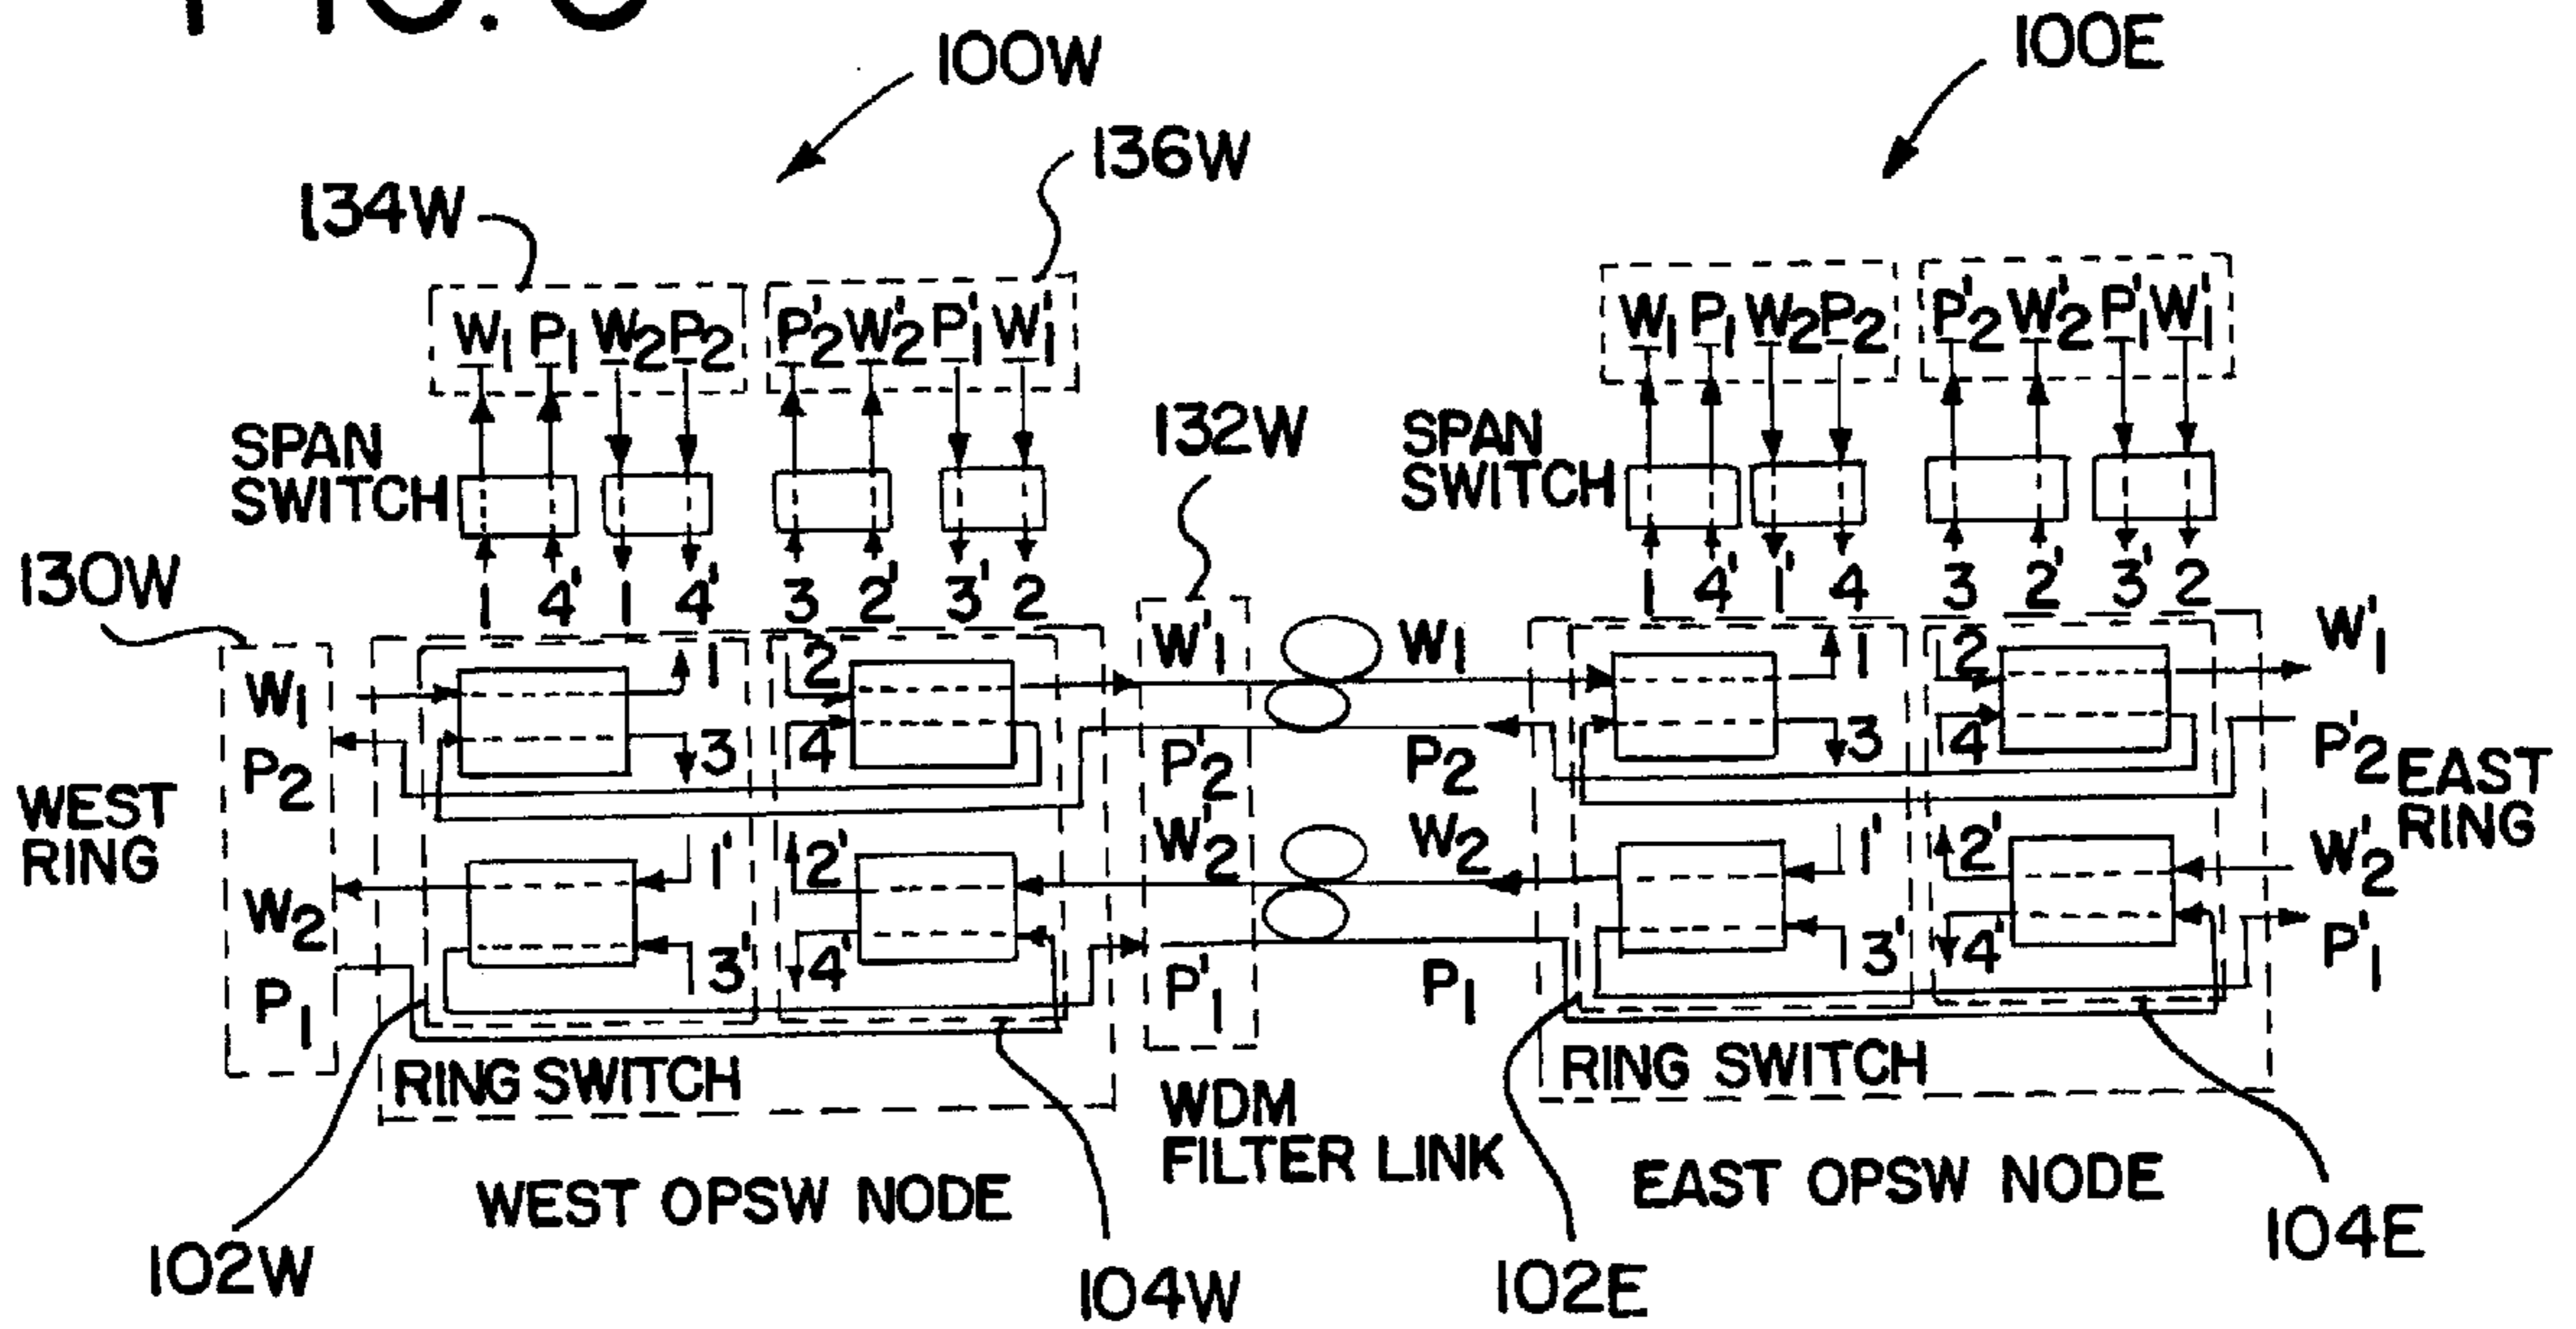 100W
100E
136W
134W
W1 P1 W2 P2
P'2 W'2 P'1 W'1
W1 P1 W2 P2
P'2 W'2 P'1 W'1
132W
SPAN
SWITCH
SPAN
SWITCH
130W
1 4' 1 4' 3 2' 3' 2
1 4' 1' 4 3 2' 3' 2
W1
P2
W2
P1
WEST
RING
1
3
2
4
1'
3'
2'
4'
W'1
P'2
W'2
P'1
W1
P2
W2
P1
1
3
2
4
1'
3'
2'
4'
W'1
P'2
W'2
P'1
EAST
RING
RING SWITCH
RING SWITCH
WDM
FILTER LINK
WEST OPSW NODE
EAST OPSW NODE
102W
104W
102E
104E